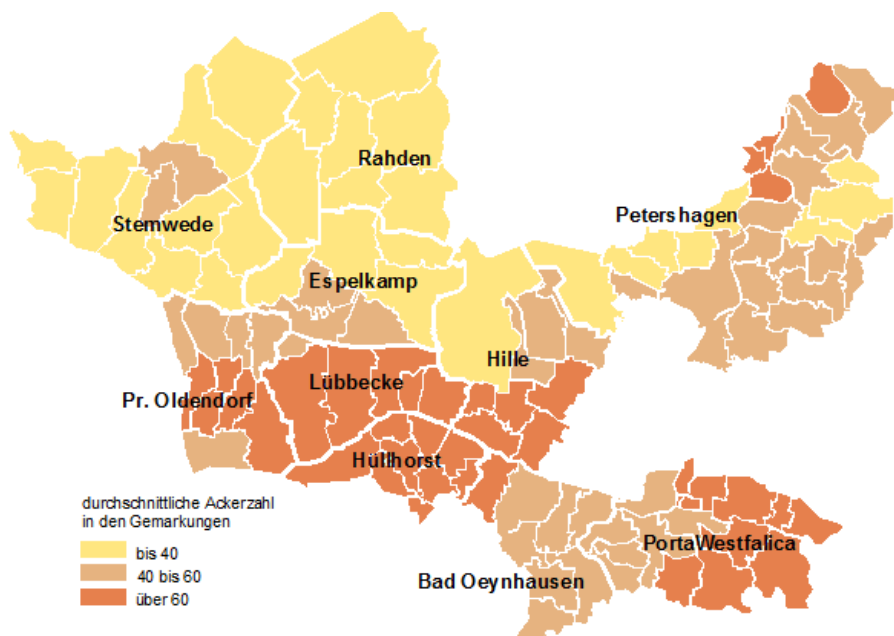 Rahden
Stemwede
Petershagen
Espelkamp
Hille
Lübbecke
Pr. Oldendorf
Hüllhorst
PortaWestfalica
Bad Oeynhausen
durchschnittliche Ackerzahl
in den Gemarkungen
bis 40
40 bis 60
über 60